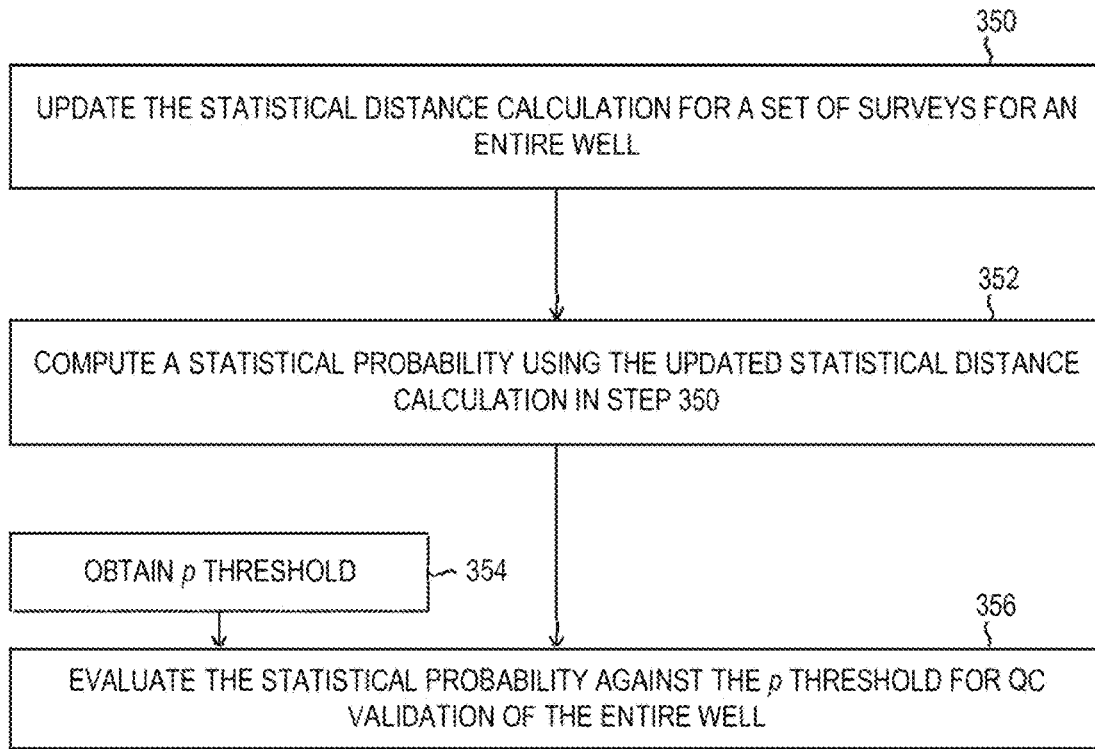 350
UPDATE THE STATISTICAL DISTANCE CALCULATION FOR A SET OF SURVEYS FOR AN
ENTIRE WELL
352
COMPUTE A STATISTICAL PROBABILITY USING THE UPDATED STATISTICAL DISTANCE
CALCULATION IN STEP 350
OBTAIN p THRESHOLD
354
356
EVALUATE THE STATISTICAL PROBABILITY AGAINST THE p THRESHOLD FOR QC
VALIDATION OF THE ENTIRE WELL